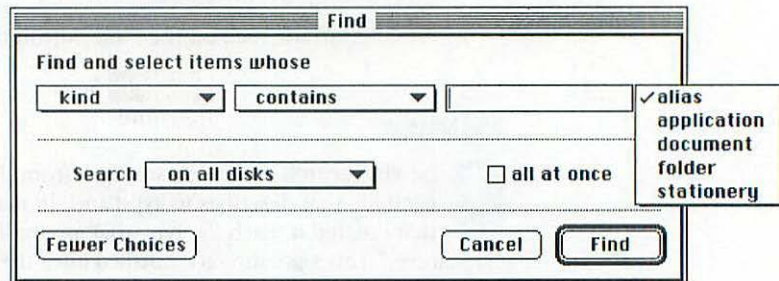 Find
Find and select items whose
kind contains
✓alias
application
document
folder
stationery
Search on all disks all at once
Fewer Choices Cancel Find